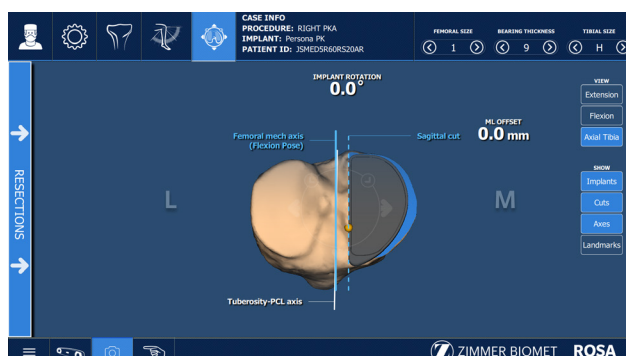 CASE INFO
PROCEDURE: RIGHT PKA
IMPLANT: Persona PK
PATIENT ID: JSMED5R60RS20AR
FEMORAL SIZE
1
BEARING THICKNESS
9
TIBIAL SIZE
H
IMPLANT ROTATION
0.0°
Femoral mech axis
(Flexion Pose)
Sagittal cut
ML OFFSET
0.0 mm
VIEW
Extension
Flexion
Axial Tibia
SHOW
Implants
Cuts
Axes
Landmarks
RESECTIONS
L
M
Tuberosity-PCL axis
ZIMMER BIOMET
ROSA